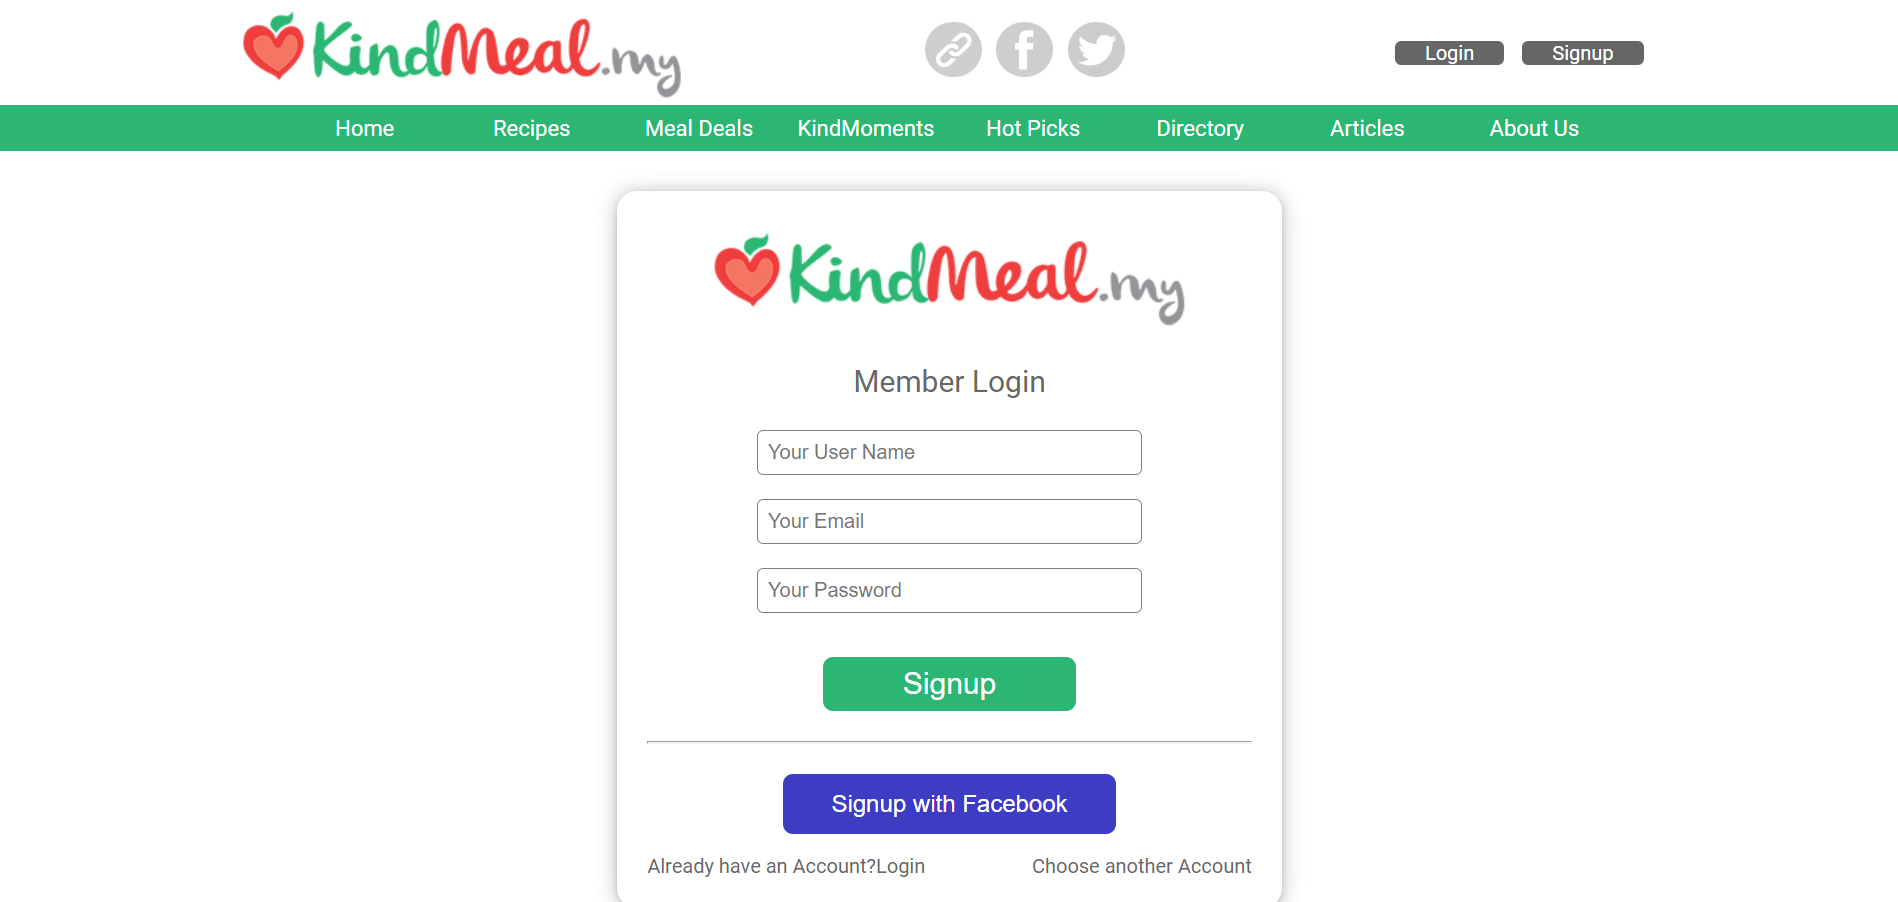 KindMeal.my
Login
Signup
Home
Recipes
Meal Deals
KindMoments
Hot Picks
Directory
Articles
About Us
KindMeal.my
Member Login
Your User Name
Your Email
Your Password
Signup
Signup with Facebook
Already have an Account?Login
Choose another Account